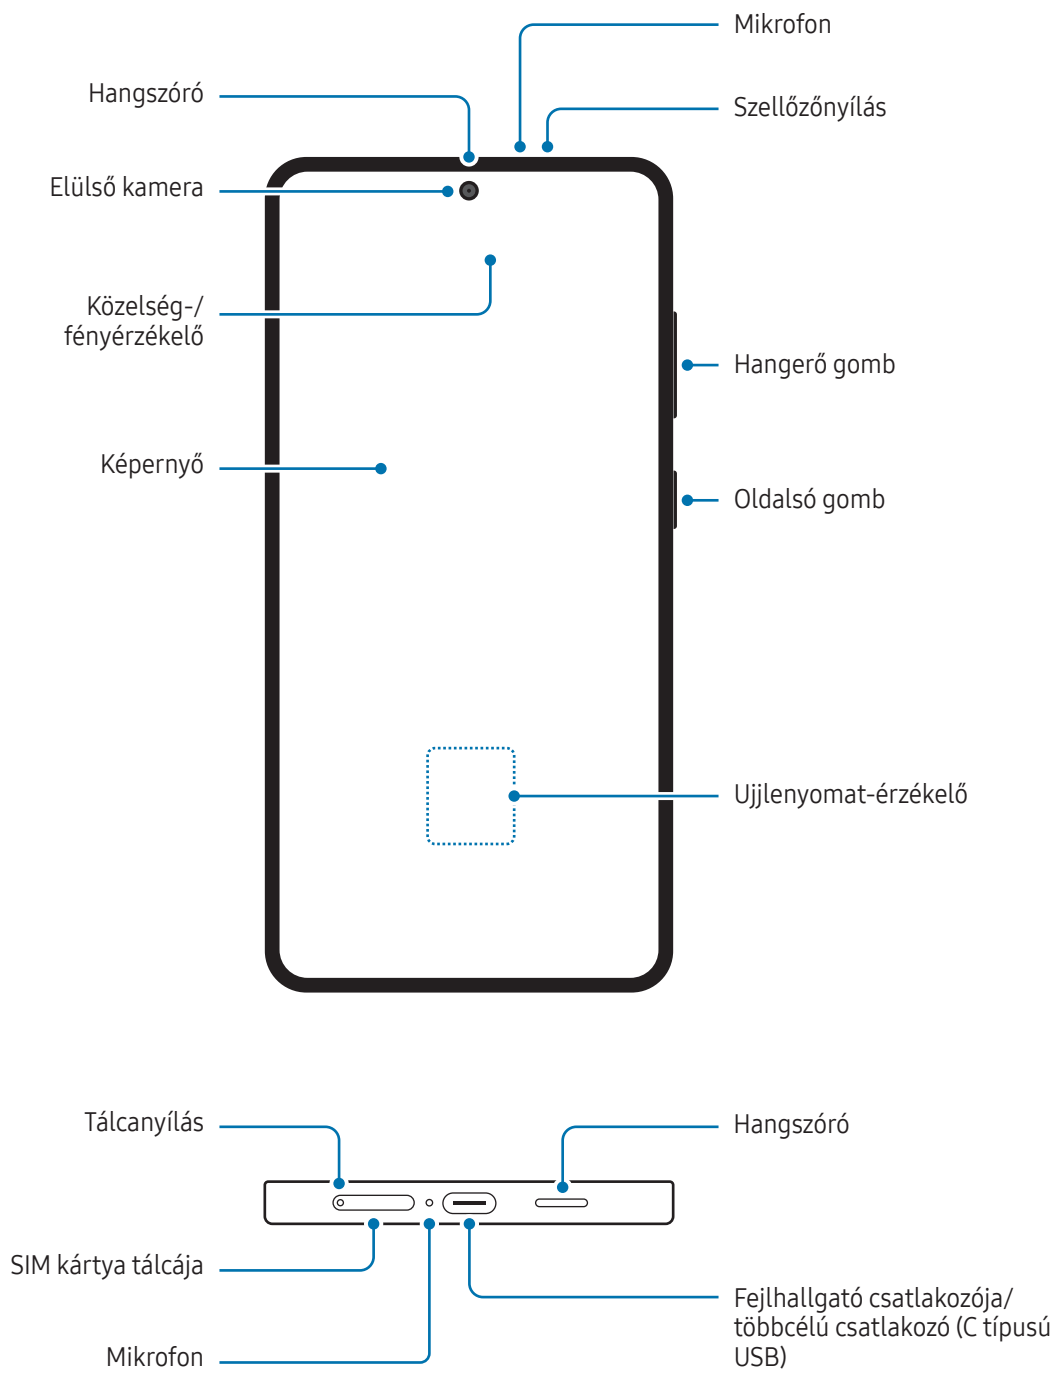 Mikrofon
Hangszóró
Szellőzőnyílás
Elülső kamera
Közelség-/
fényérzékelő
Hangerő gomb
Képernyő
Oldalsó gomb
Ujjlenyomat-érzékelő
Tálcanyílás
Hangszóró
SIM kártya tálcája
Fejlhallgató csatlakozója/
többcélú csatlakozó (C típusú
USB)
Mikrofon